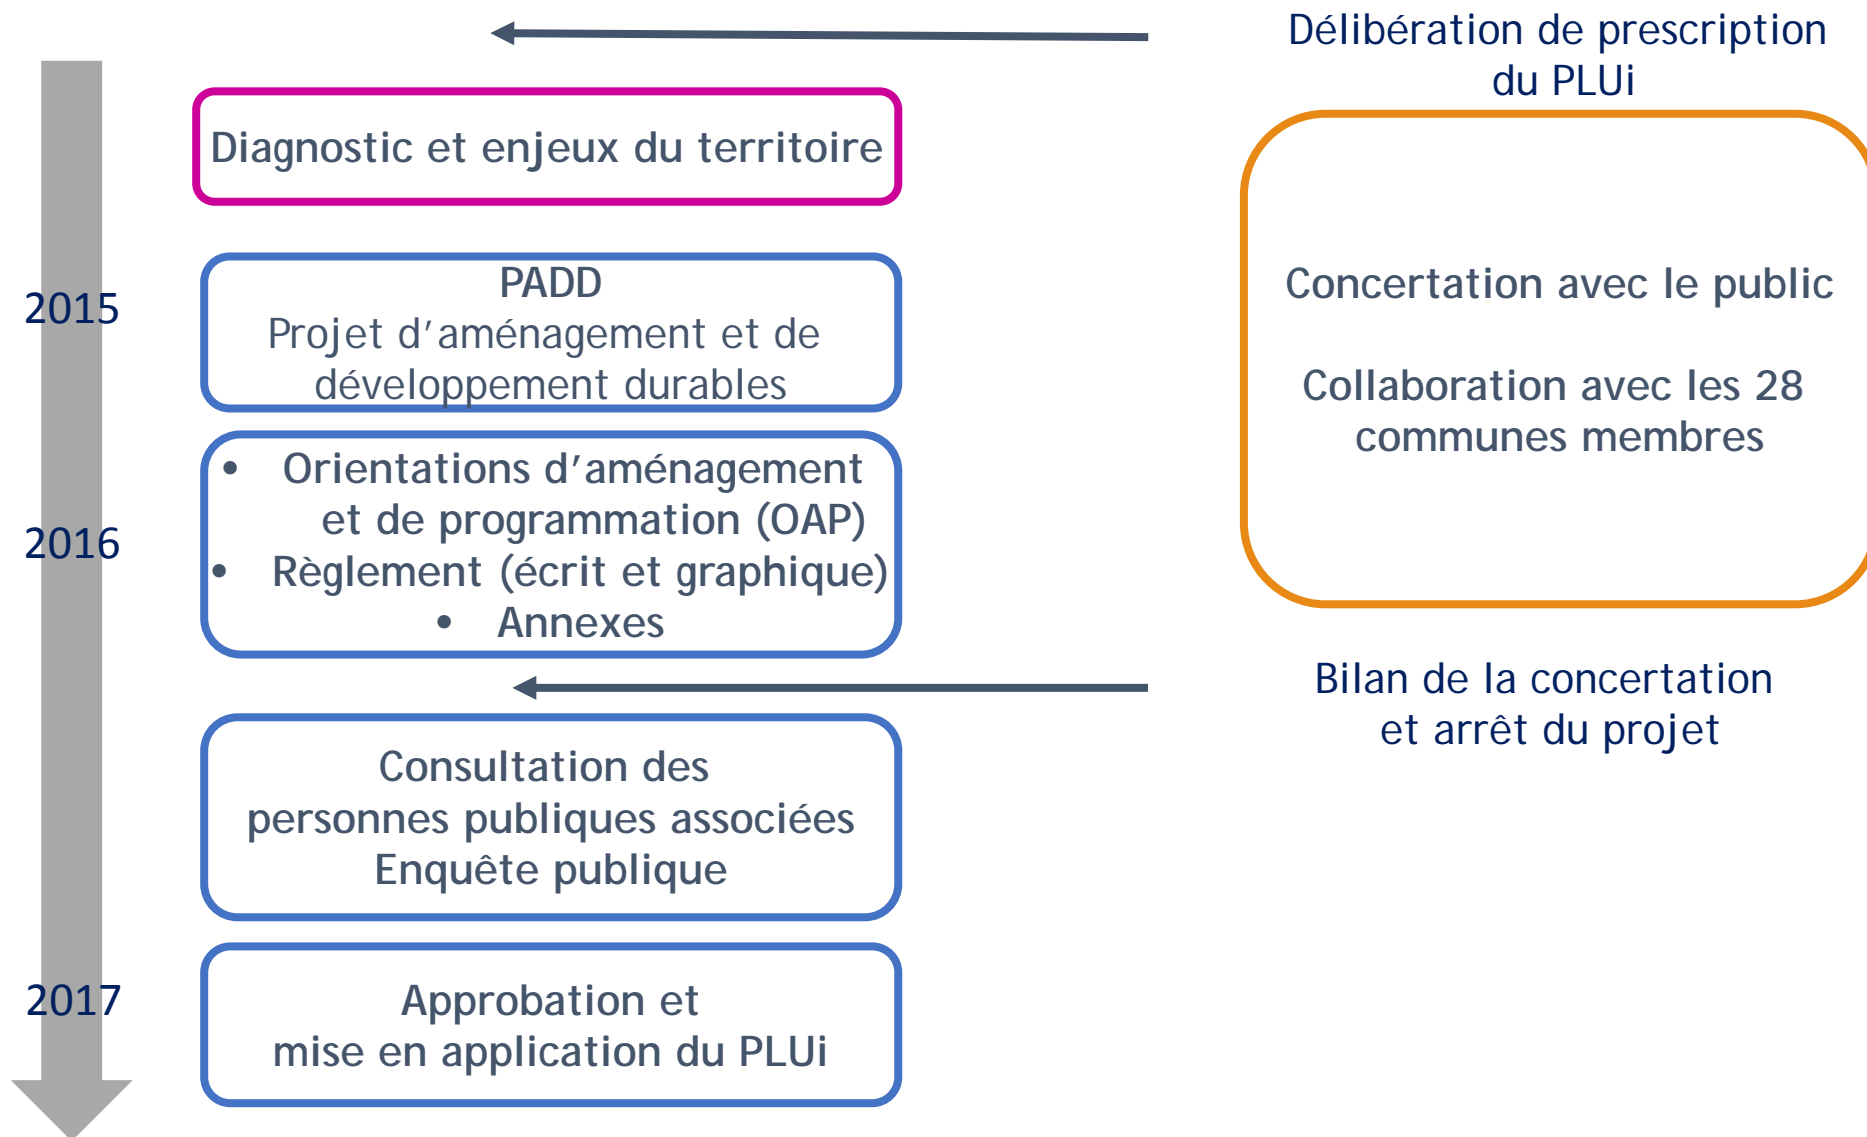 Délibération de prescription
du PLUi
Diagnostic et enjeux du territoire
2015
PADD
Projet d’aménagement et de
développement durables
Concertation avec le public
Collaboration avec les 28
communes membres
2016
• Orientations d’aménagement
et de programmation (OAP)
• Règlement (écrit et graphique)
• Annexes
Bilan de la concertation
et arrêt du projet
Consultation des
personnes publiques associées
Enquête publique
2017
Approbation et
mise en application du PLUi